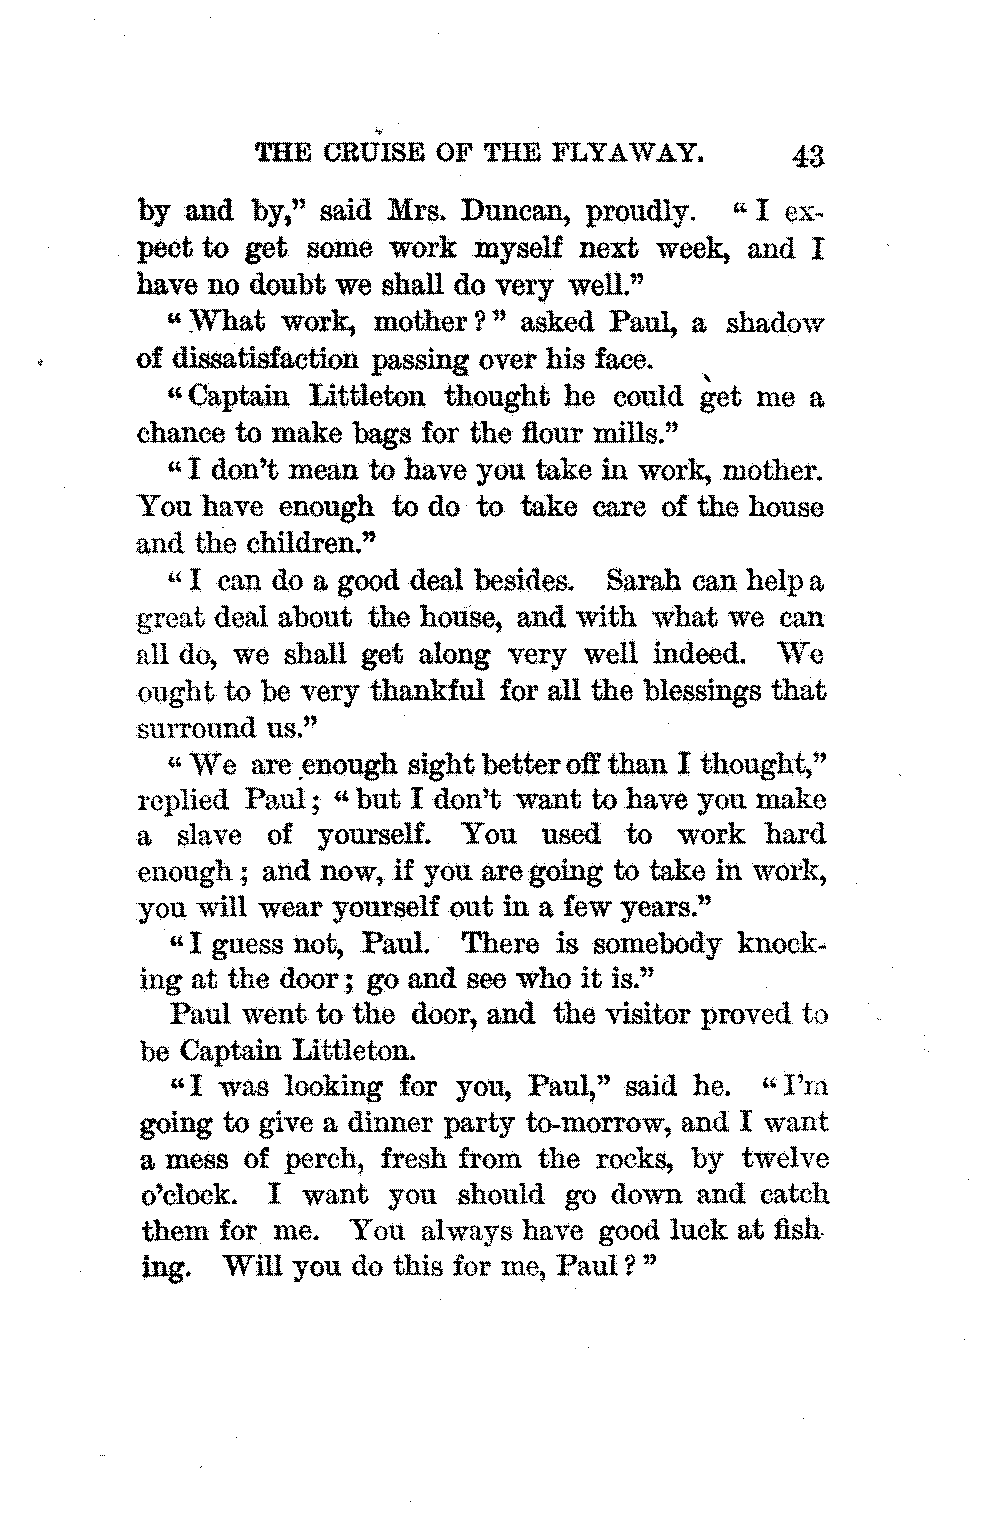 THE CRUISE OF THE FLYAWAY. 43
by and by,” said Mrs. Duncan, proudly. “I ex-
pect to get some work myself next week, and I
have no doubt we shall do very well.”
“What work, mother?” asked Paul, a shadow
of dissatisfaction passing over his face.
“Captain Littleton thought he could get me a
chance to make bags for the flour mills.”
“I don’t mean to have you take in work, mother.
You have enough to do to take care of the house
and the children.”
“I can do a good deal besides. Sarah can help a
great deal about the house, and with what we can
all do, we shall get along very well indeed. We
ought to be very thankful for all the blessings that
surround us.”
“We are enough sight better off than I thought,”
replied Paul; “but I don’t want to have you make
a slave of yourself. You used to work hard
enough; and now, if you are going to take in work,
you will wear yourself out in a few years.”
“I guess not, Paul. There is somebody knock-
ing at the door; go and see who it is.”
Paul went to the door, and the visitor proved to
be Captain Littleton.
“I was looking for you, Paul,” said he. “I’m
going to give a dinner party to-morrow, and I want
a mess of perch, fresh from the rocks, by twelve
o’clock. I want you should go down and catch
them for me. You always have good luck at fish-
ing. Will you do this for me, Paul?”